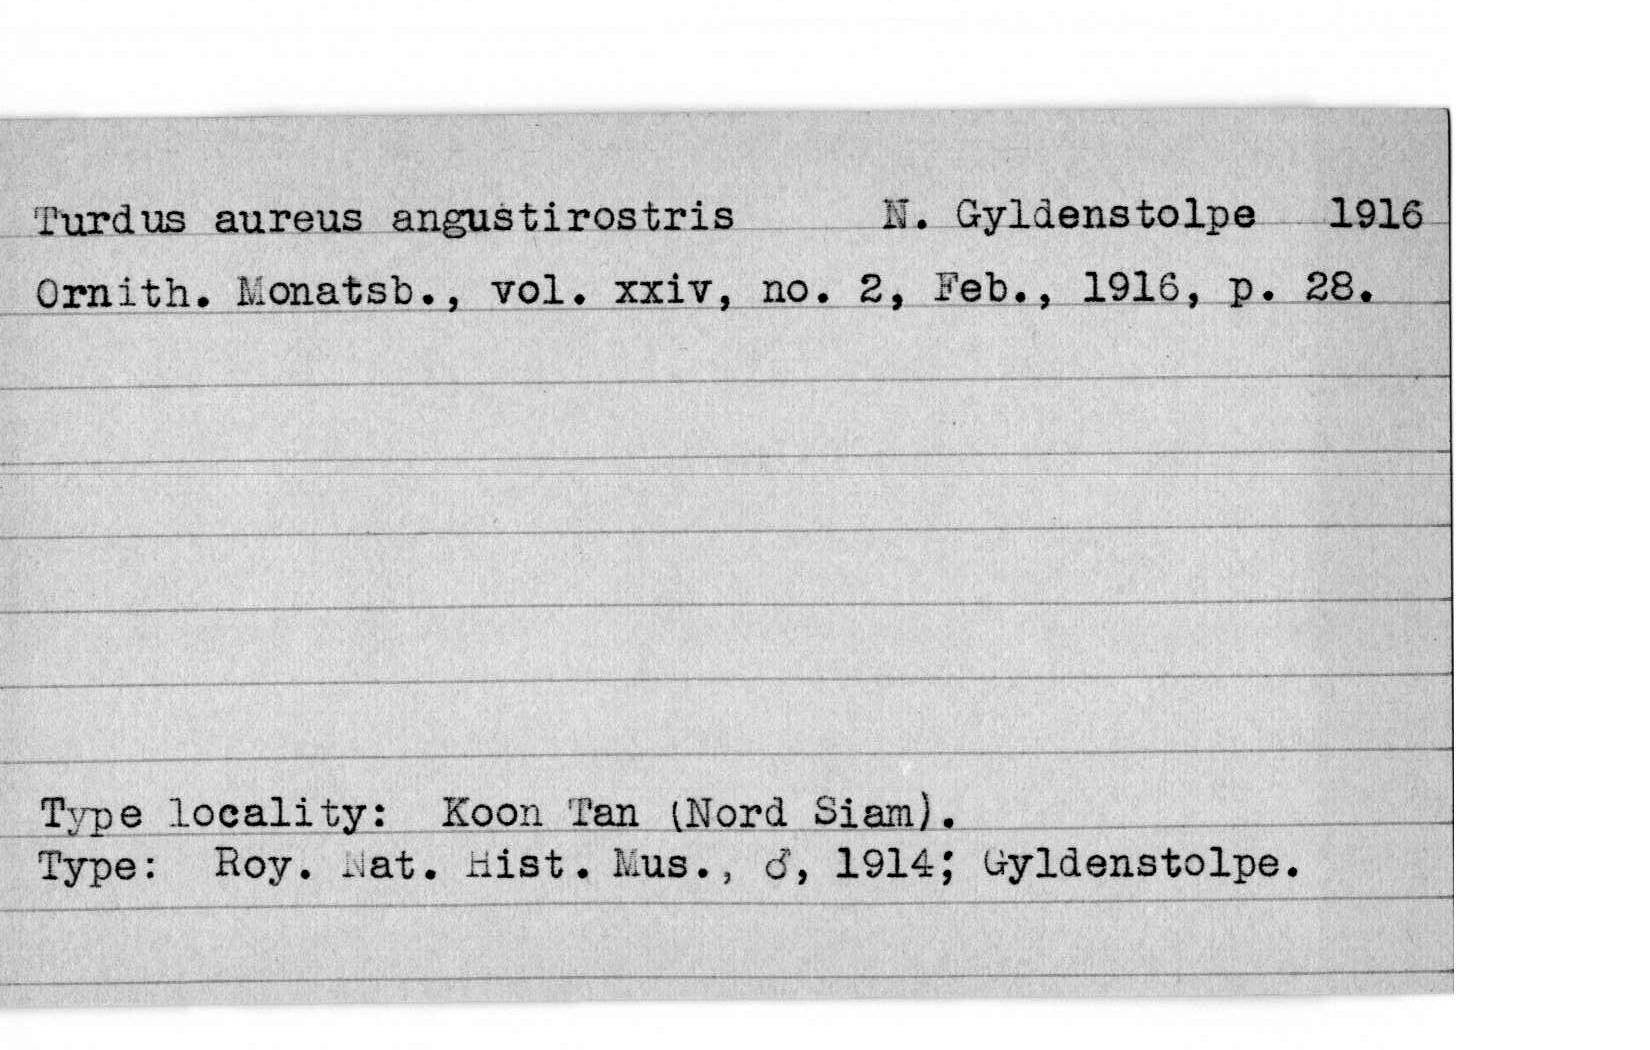 Turdus aureus angustirostris N. Gyldenstolpe 1916
Ornith. Monatsb., vol. xxiv, no. 2, Feb., 1916, p. 28.
Type locality: Koon Tan (Nord Siam).
Type: Roy. Nat. Hist. Mus., ♂, 1914; Gyldenstolpe.